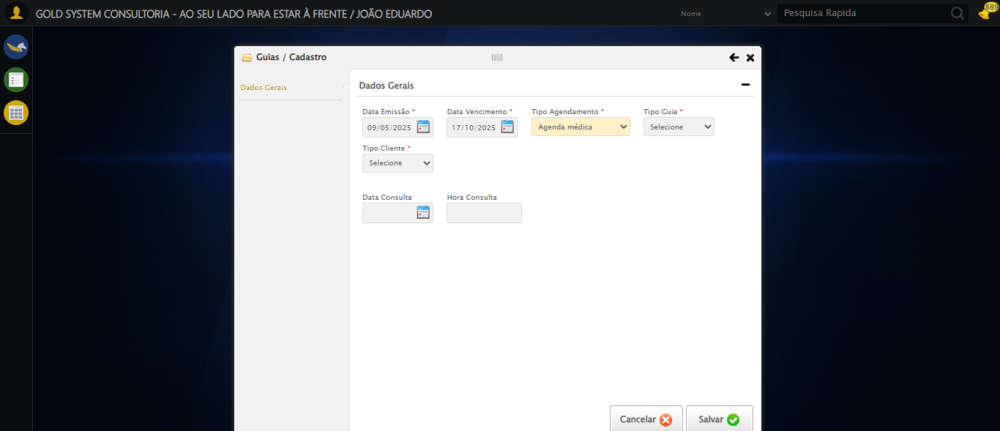 GOLD SYSTEM CONSULTORIA - AO SEU LADO PARA ESTAR À FRENTE / JOÃO EDUARDO
Nome
Pesquisa Rapida
889
Guias / Cadastro
Dados Gerais
Dados Gerais
Data Emissão * Data Vencimento * Tipo Agendamento * Tipo Guia *
09/05/2025 17/10/2025 Agenda médica Selecione
Tipo Cliente *
Selecione
Data Consulta Hora Consulta
Cancelar Salvar